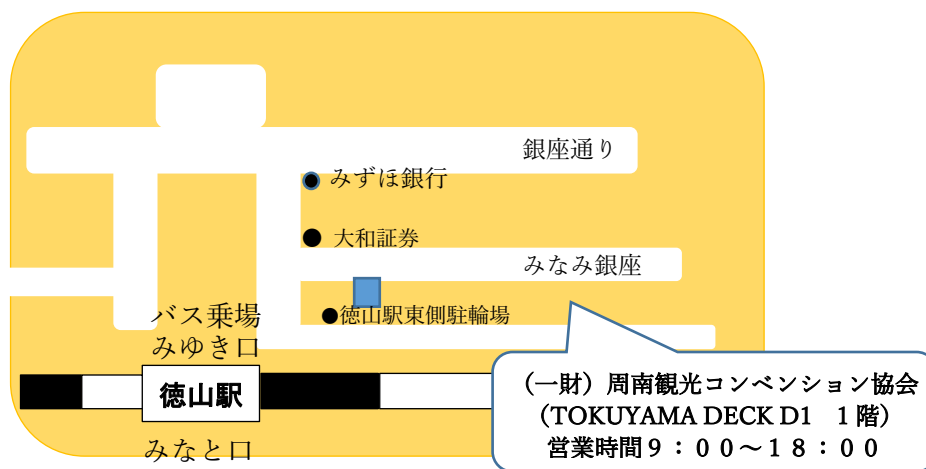 銀座通り
みずほ銀行
大和証券
みなみ銀座
徳山駅東側駐輪場
バス乗場
みゆき口
徳山駅
みなと口
（一財）周南観光コンベンション協会
（TOKUYAMA DECK D1　1階）
営業時間９：００～１８：００